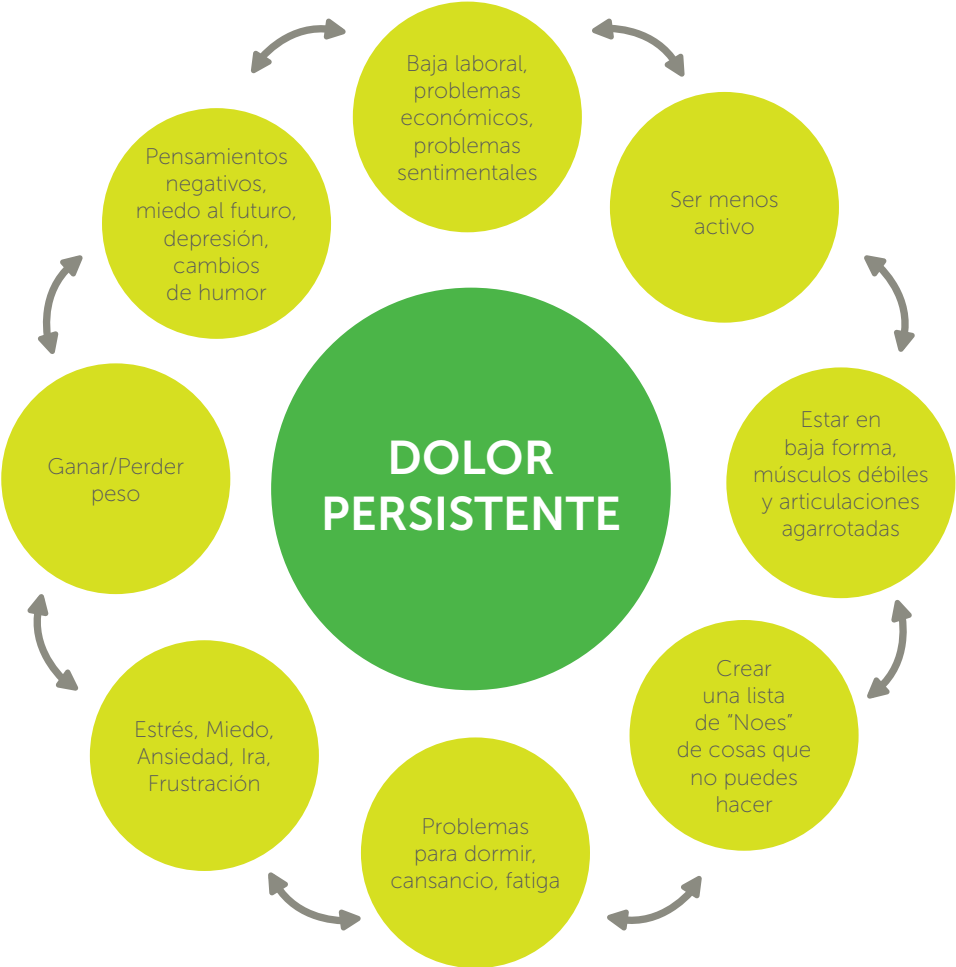 Baja laboral,
problemas
económicos,
problemas
sentimentales
Ser menos
activo
Estar en
baja forma,
músculos débiles
y articulaciones
agarrotadas
Crear
una lista
de “Noes”
de cosas que
no puedes
hacer
Problemas
para dormir,
cansancio, fatiga
Estrés, Miedo,
Ansiedad, Ira,
Frustración
Ganar/Perder
peso
Pensamientos
negativos,
miedo al futuro,
depresión,
cambios
de humor
DOLOR
PERSISTENTE